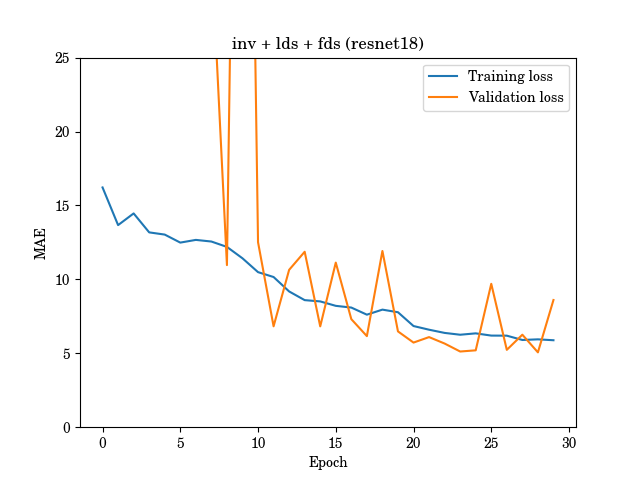 inv + lds + fds (resnet18)
Training loss
Validation loss
25
20
15
10
5
0
MAE
0 5 10 15 20 25 30
Epoch